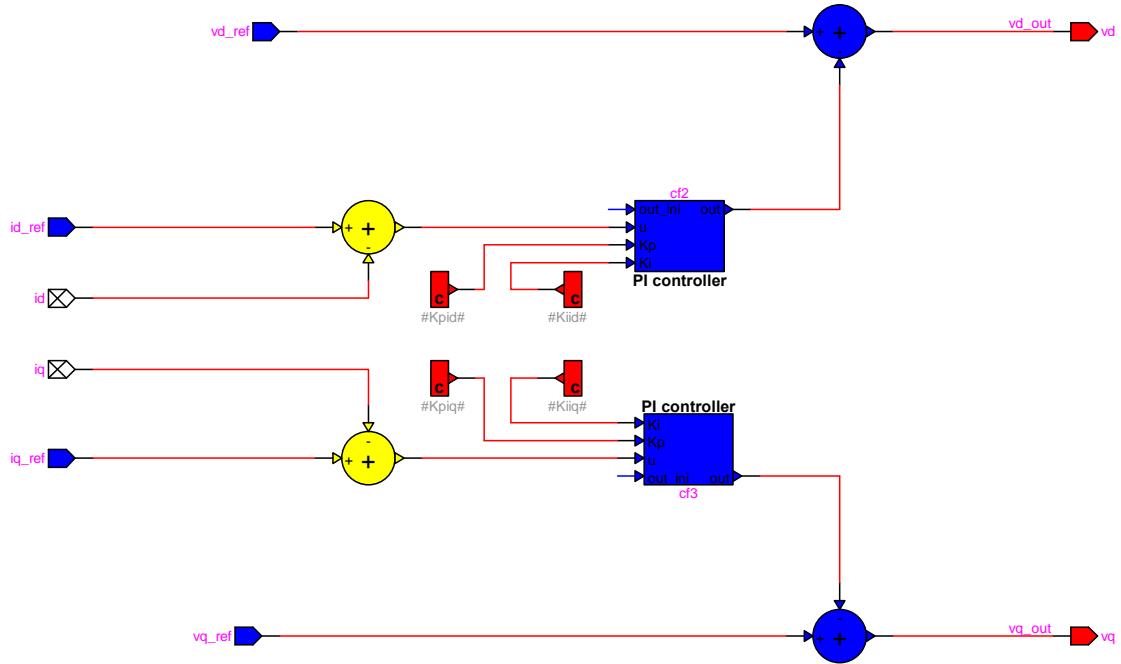 vd_ref
+
+
-
vd_out
vd
cf2
out_ini
out
u
Kp
Ki
PI controller
id_ref
+
+
-
id
c
#Kpid#
c
#Kiid#
iq
c
#Kpiq#
c
#Kiiq#
PI controller
Ki
Kp
u
out_ini
out
cf3
-
+
+
iq_ref
vq_ref
-
+
+
vq_out
vq